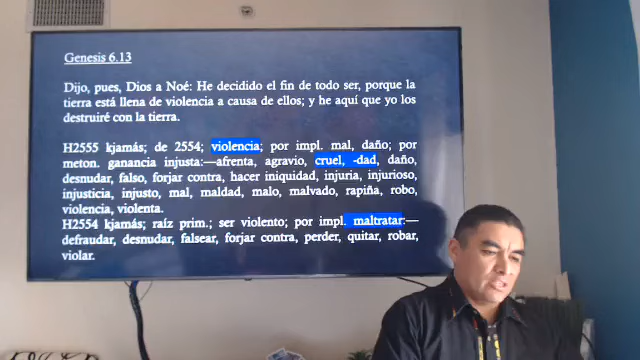 Genesis 6.13
Dijo, pues, Dios a Noé: He decidido el fin de todo ser, porque la
tierra está llena de violencia a causa de ellos; y he aquí que yo los
destruiré con la tierra.
H2555 kjamás; de 2554; violencia; por impl. mal, daño; por
meton. ganancia injusta:—afrenta, agravio, cruel, -dad, daño,
desnudar, falso, forjar contra, hacer iniquidad, injuria, injurioso,
injusticia, injusto, mal, maldad, malo, malvado, rapiña, robo,
violencia, violenta.
H2554 kjamás; raíz prim.; ser violento; por impl. maltratar:—
defraudar, desnudar, falsear, forjar contra, perder, quitar, robar,
violar.